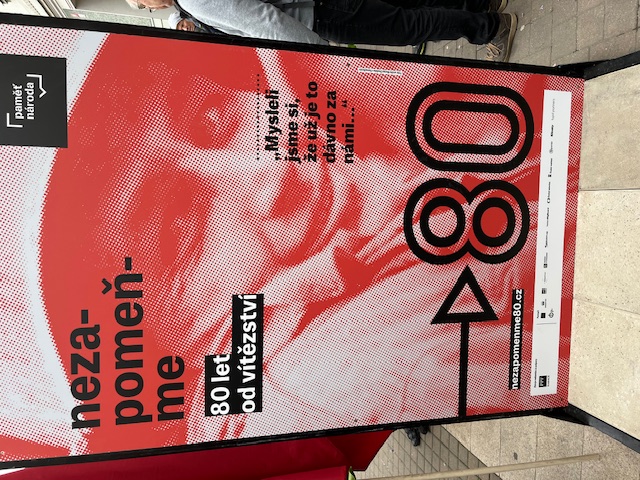 paměť
národa
„Mysleli
jsme si,
že už je to
dávno za
námi…“
80
neza-
pomeň-
me
80 let
od vítězství
nezapomenme80.cz